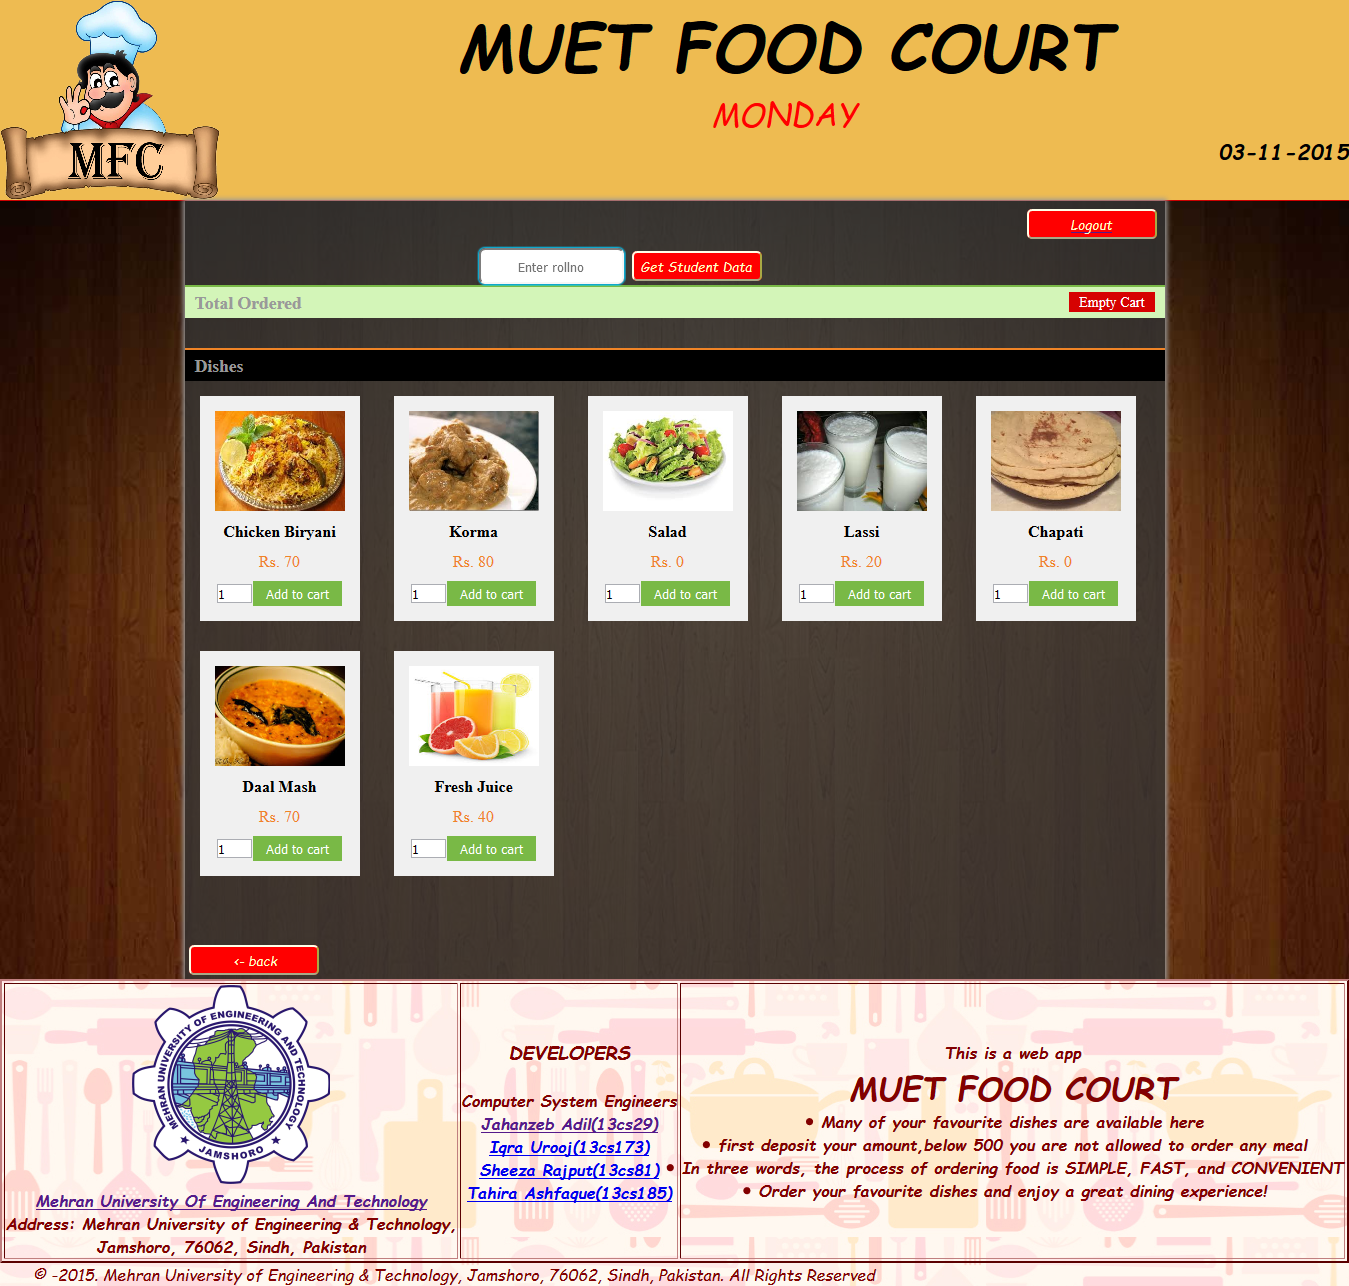 MFC
MUET FOOD COURT
MONDAY
03-11-2015
Logout
Enter rollno
Get Student Data
Total Ordered
Empty Cart
Dishes
Chicken Biryani
Rs. 70
1 Add to cart
Korma
Rs. 80
1 Add to cart
Salad
Rs. 0
1 Add to cart
Lassi
Rs. 20
1 Add to cart
Chapati
Rs. 0
1 Add to cart
Daal Mash
Rs. 70
1 Add to cart
Fresh Juice
Rs. 40
1 Add to cart
<- back
MEHRAN UNIVERSITY OF ENGINEERING AND TECHNOLOGY
JAMSHORO
Mehran University Of Engineering And Technology
Address: Mehran University of Engineering & Technology,
Jamshoro, 76062, Sindh, Pakistan
DEVELOPERS
Computer System Engineers
Jahanzeb Adil(13cs29)
Iqra Urooj(13cs173)
Sheeza Rajput(13cs81)
Tahira Ashfaque(13cs185)
This is a web app
MUET FOOD COURT
• Many of your favourite dishes are available here
• first deposit your amount,below 500 you are not allowed to order any meal
• In three words, the process of ordering food is SIMPLE, FAST, and CONVENIENT
• Order your favourite dishes and enjoy a great dining experience!
© -2015. Mehran University of Engineering & Technology, Jamshoro, 76062, Sindh, Pakistan. All Rights Reserved